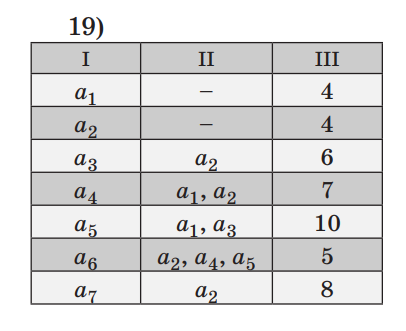 19)
I II III
a₁ – 4
a₂ – 4
a₃ a₂ 6
a₄ a₁, a₂ 7
a₅ a₁, a₃ 10
a₆ a₂, a₄, a₅ 5
a₇ a₂ 8